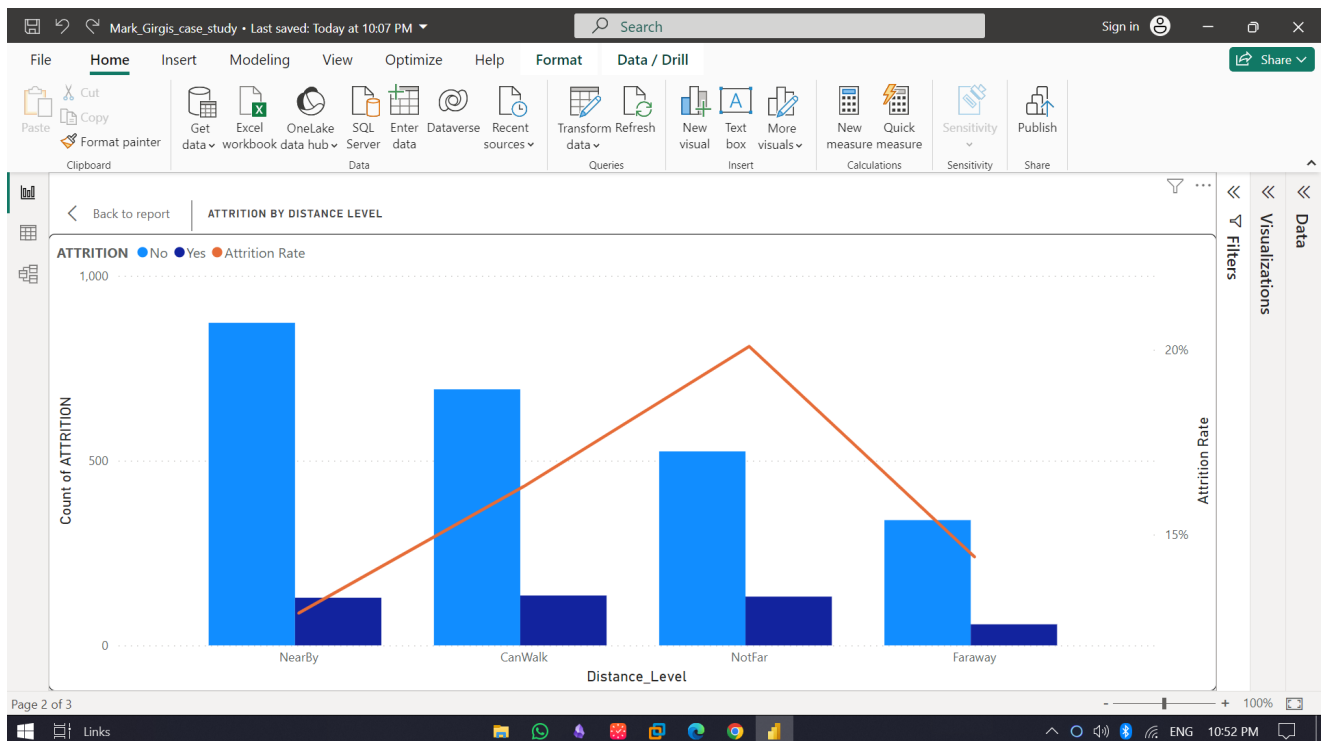 Mark_Girgis_case_study • Last saved: Today at 10:07 PM
Search
Sign in
File Home Insert Modeling View Optimize Help Format Data / Drill
Share
Paste
Cut
Copy
Format painter
Clipboard
Get data
Excel workbook
OneLake data hub
SQL Server
Enter data
Dataverse
Recent sources
Data
Transform data
Refresh
Queries
New visual
Text box
More visuals
Insert
New measure
Quick measure
Calculations
Sensitivity
Sensitivity
Publish
Share
Back to report
ATTRITION BY DISTANCE LEVEL
Filters
Visualizations
Data
ATTRITION No Yes Attrition Rate
1,000
500
0
Count of ATTRITION
20%
15%
Attrition Rate
NearBy CanWalk NotFar Faraway
Distance_Level
Page 2 of 3
- + 100%
Links
ENG 10:52 PM